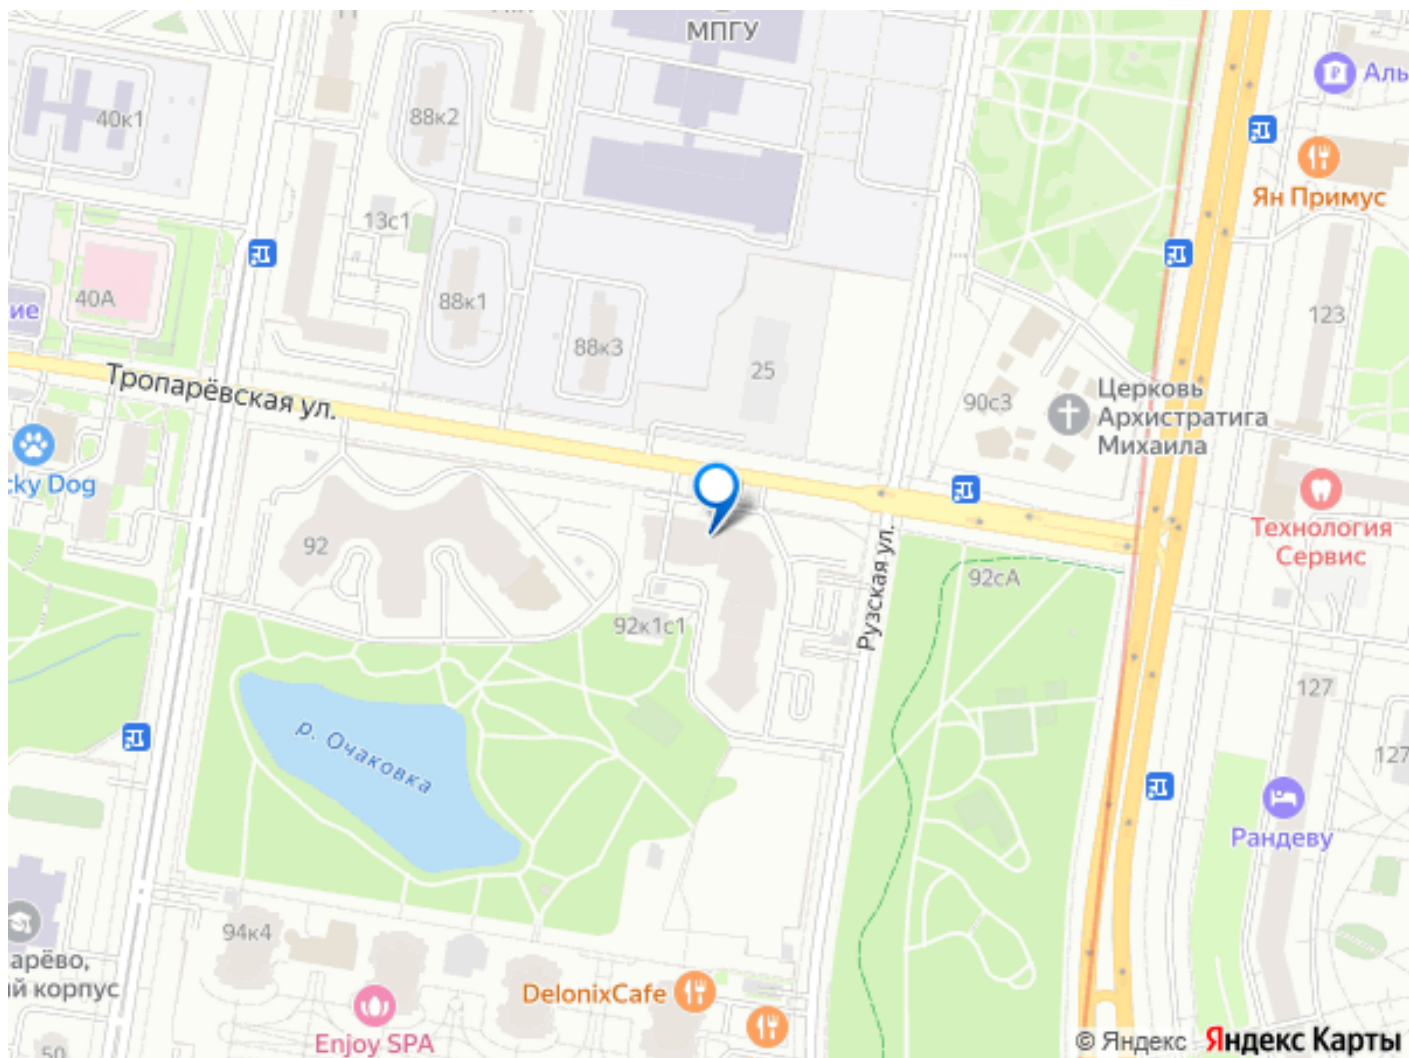 МПГУ
Аль
40к1
88к2
Ян Примус
13с1
40А
ие
88к1
123
88к3
25
Тропарёвская ул.
90с3
Церковь
Архистратига
Михаила
cky Dog
92
Технология
Сервис
Рузская ул.
92сА
92к1с1
127
р. Очаковка
127
Рандеву
94к4
арёво,
й корпус
DelonixCafe
Enjoy SPA
50
© Яндекс Яндекс Карты